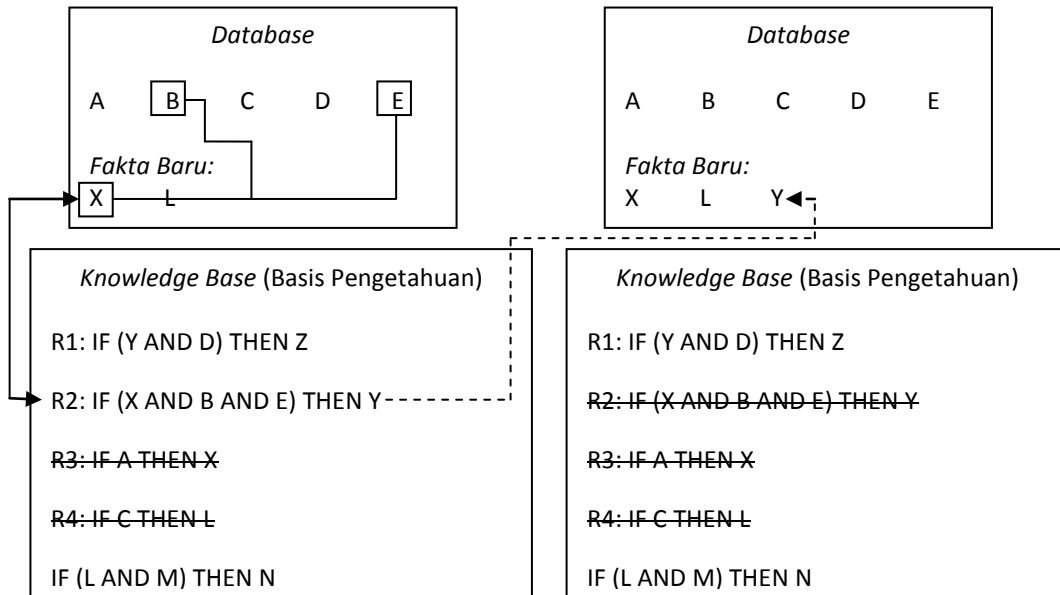 Database
A B C D E
Fakta Baru:
X L
Knowledge Base (Basis Pengetahuan)
R1: IF (Y AND D) THEN Z
R2: IF (X AND B AND E) THEN Y
R3: IF A THEN X
R4: IF C THEN L
IF (L AND M) THEN N
Database
A B C D E
Fakta Baru:
X L Y
Knowledge Base (Basis Pengetahuan)
R1: IF (Y AND D) THEN Z
R2: IF (X AND B AND E) THEN Y
R3: IF A THEN X
R4: IF C THEN L
IF (L AND M) THEN N